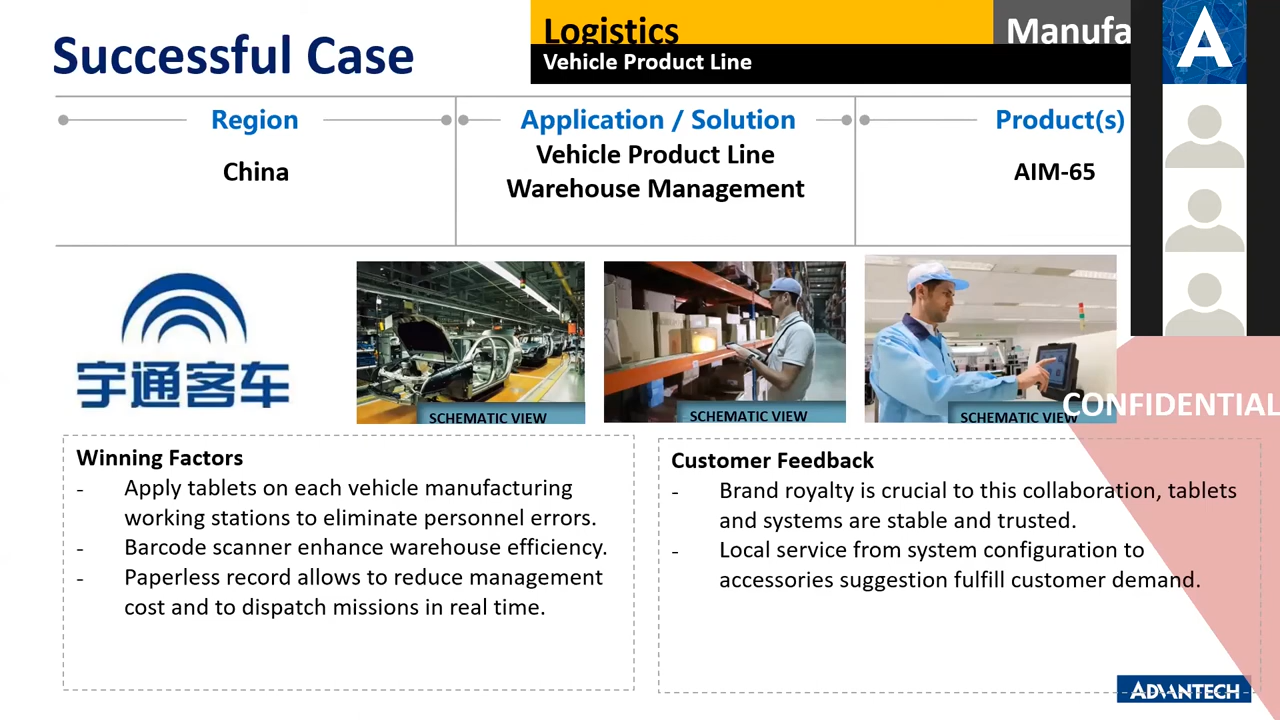 Successful Case
Logistics
Manufa
Vehicle Product Line
A
Region
Application / Solution
Product(s)
China
Vehicle Product Line
Warehouse Management
AIM-65
宇通客车
SCHEMATIC VIEW
SCHEMATIC VIEW
SCHEMATIC VIEW
CONFIDENTIAL
Winning Factors
- Apply tablets on each vehicle manufacturing
working stations to eliminate personnel errors.
- Barcode scanner enhance warehouse efficiency.
- Paperless record allows to reduce management
cost and to dispatch missions in real time.
Customer Feedback
- Brand royalty is crucial to this collaboration, tablets
and systems are stable and trusted.
- Local service from system configuration to
accessories suggestion fulfill customer demand.
ADVANTECH